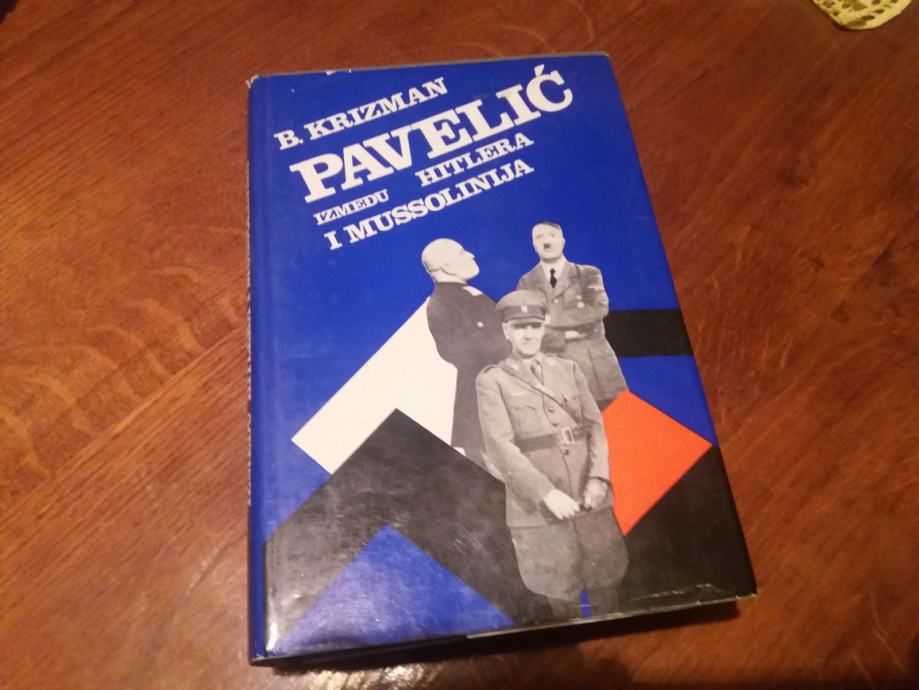 B. KRIZMAN
PAVELIĆ
IZMEĐU HITLERA
I MUSSOLINIJA